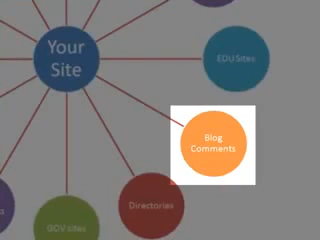 Your
Site
EDU Sites
Blog
Comments
Directories
GOV sites